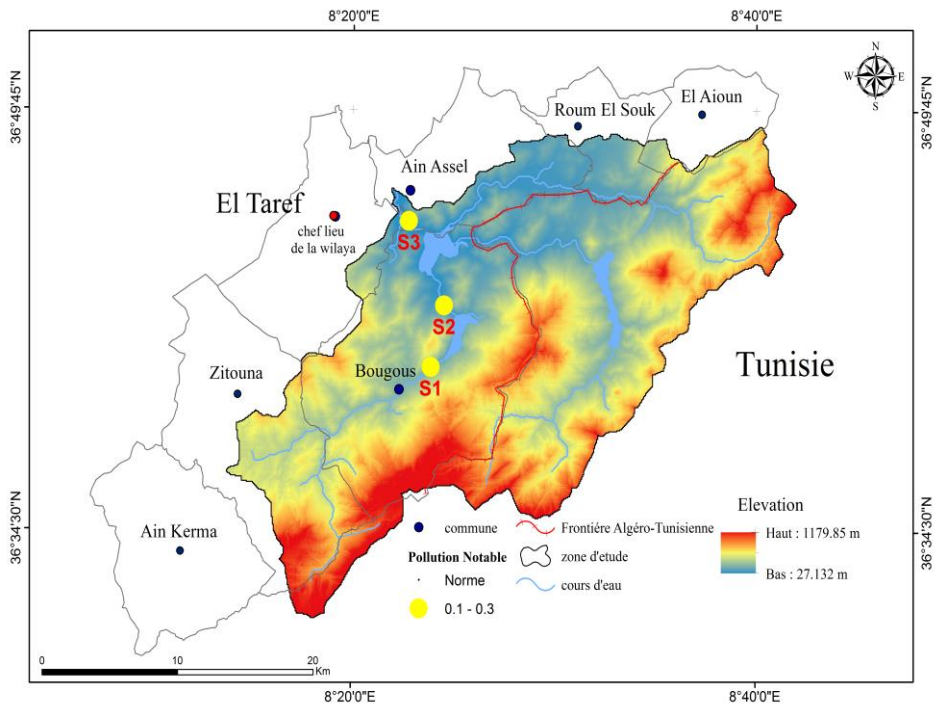 8°20'0"E
8°40'0"E
36°49'45"N
36°49'45"N
N
W
E
S
El Aioun
Roum El Souk
Ain Assel
El Taref
chef lieu
de la wilaya
S3
S2
Tunisie
Bougous
S1
Zitouna
Ain Kerma
36°34'30"N
36°34'30"N
commune
Pollution Notable
Norme
0.1 - 0.3
Frontiére Algéro-Tunisienne
zone d'etude
cours d'eau
Elevation
Haut : 1179.85 m
Bas : 27.132 m
0
10
20
Km
8°20'0"E
8°40'0"E